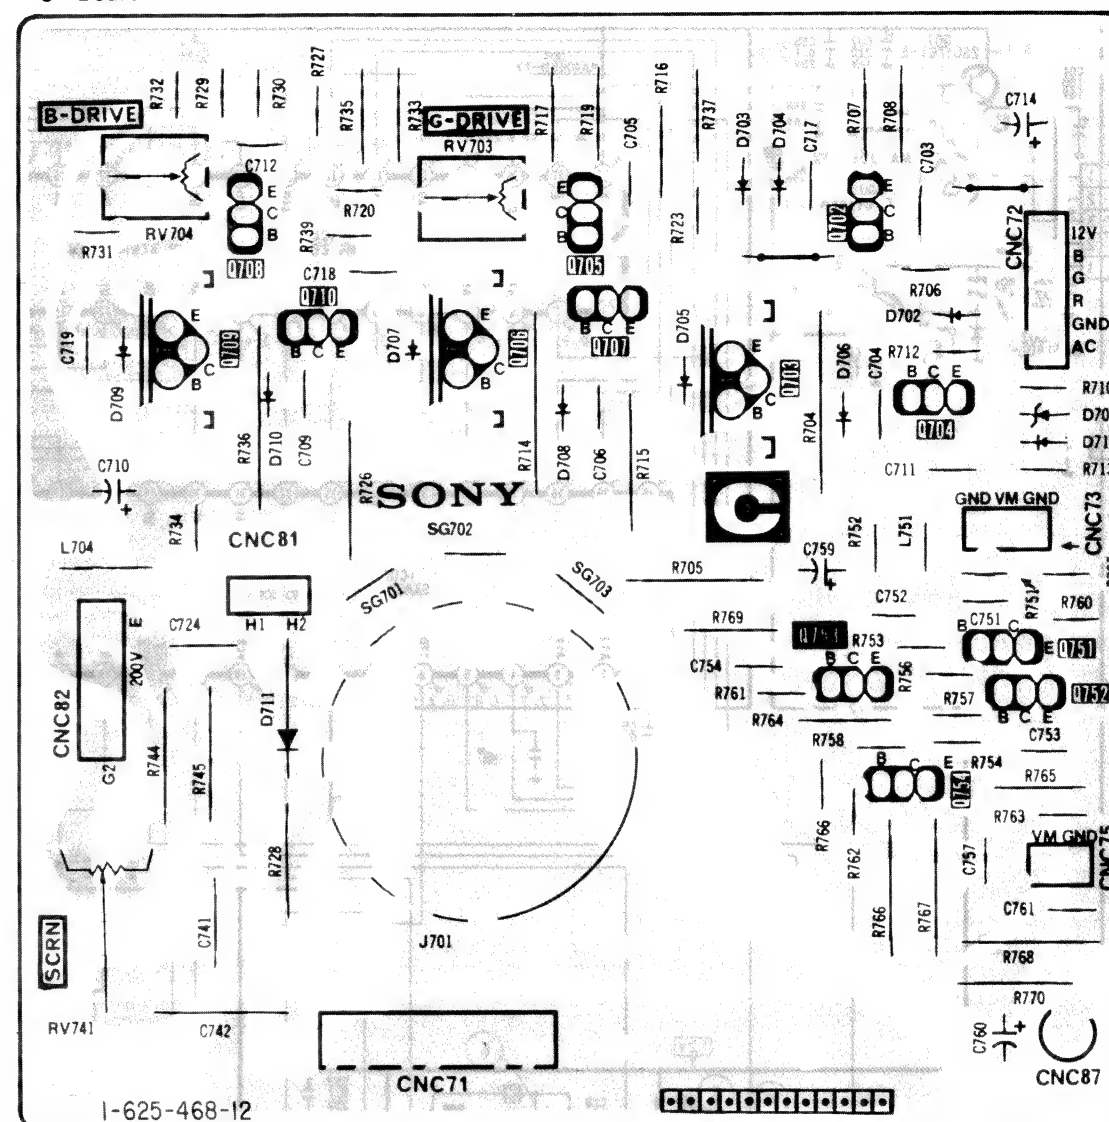 R732
R729
R730
R727
R735
R733
R717
R719
C705
R716
R737
D703
D704
C717
R707
R708
C703
C714
+
B-DRIVE
G-DRIVE
RV703
C712
E
C
B
Q708
RV704
R731
R739
R720
C718
Q710
B C E
E
C
B
Q705
Q707
B C E
R723
Q702
E
C
B
CNC72
12V
B
G
R
GND
AC
R706
D702
R712
C719
D709
E
C
B
Q709
R736
D710
C709
D707
E
C
B
Q706
R714
D708
C706
R715
D705
E
C
B
Q703
R704
D706
C704
B C E
Q704
R710
C711
C710
+
R734
R726
SONY
C
GND VM GND
CNC73
L704
CNC81
SG702
SG701
SG703
R705
C759
+
R752
L751
C752
R751
R760
H1 H2
C724
E
200V
G2
CNC82
D711
R744
R745
R728
R769
C754
R761
R764
Q753
R753
B C E
R756
B
C751
C
E
Q751
R757
Q752
B C E
C753
R758
B C E
R754
Q754
R765
R763
R766
R762
R766
R767
C757
VM GND
CNC75
C761
R768
R770
C760
+
CNC87
SCRN
RV741
C741
C742
J701
CNC71
1-625-468-12